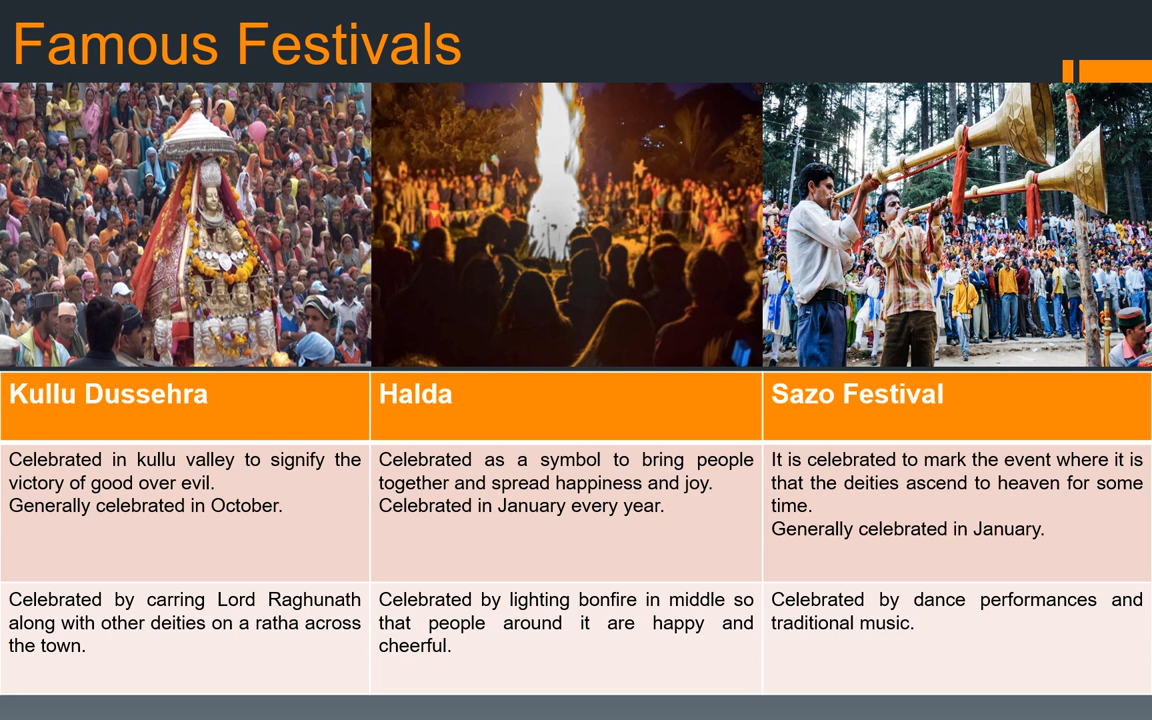 Famous Festivals
Kullu Dussehra
Halda
Sazo Festival
Celebrated in kullu valley to signify the
victory of good over evil.
Generally celebrated in October.
Celebrated as a symbol to bring people
together and spread happiness and joy.
Celebrated in January every year.
It is celebrated to mark the event where it is
that the deities ascend to heaven for some
time.
Generally celebrated in January.
Celebrated by carring Lord Raghunath
along with other deities on a ratha across
the town.
Celebrated by lighting bonfire in middle so
that people around it are happy and
cheerful.
Celebrated by dance performances and
traditional music.